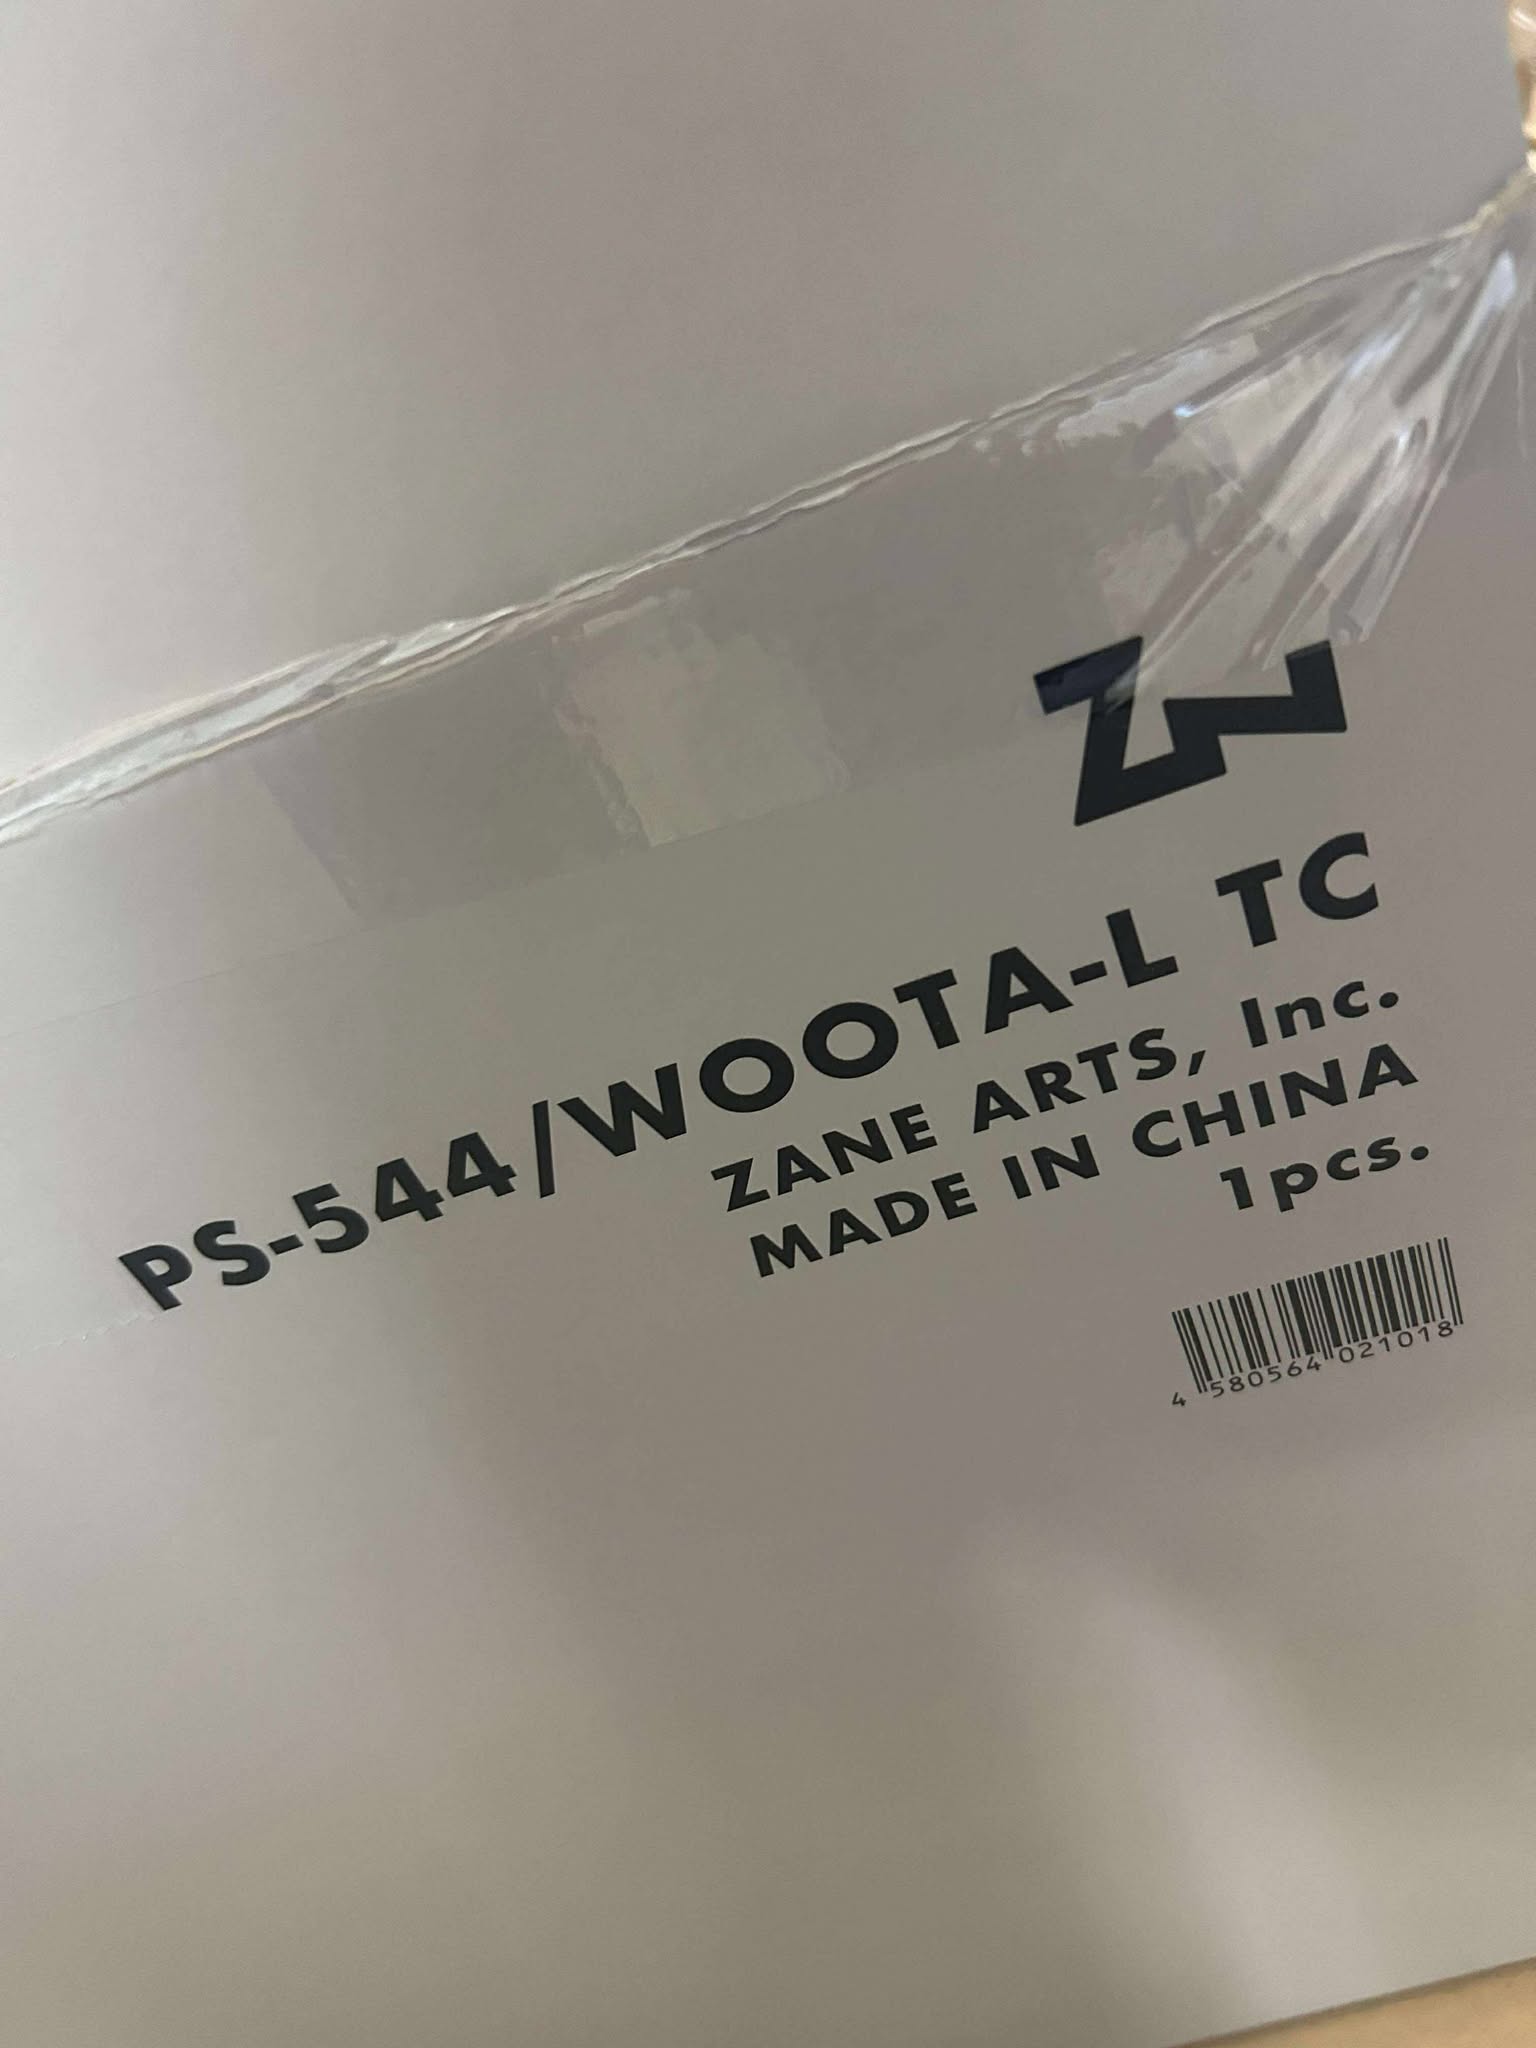 PS-544/WOOTA-L TC
ZANE ARTS, Inc.
MADE IN CHINA
1pcs.
4 580564 021018